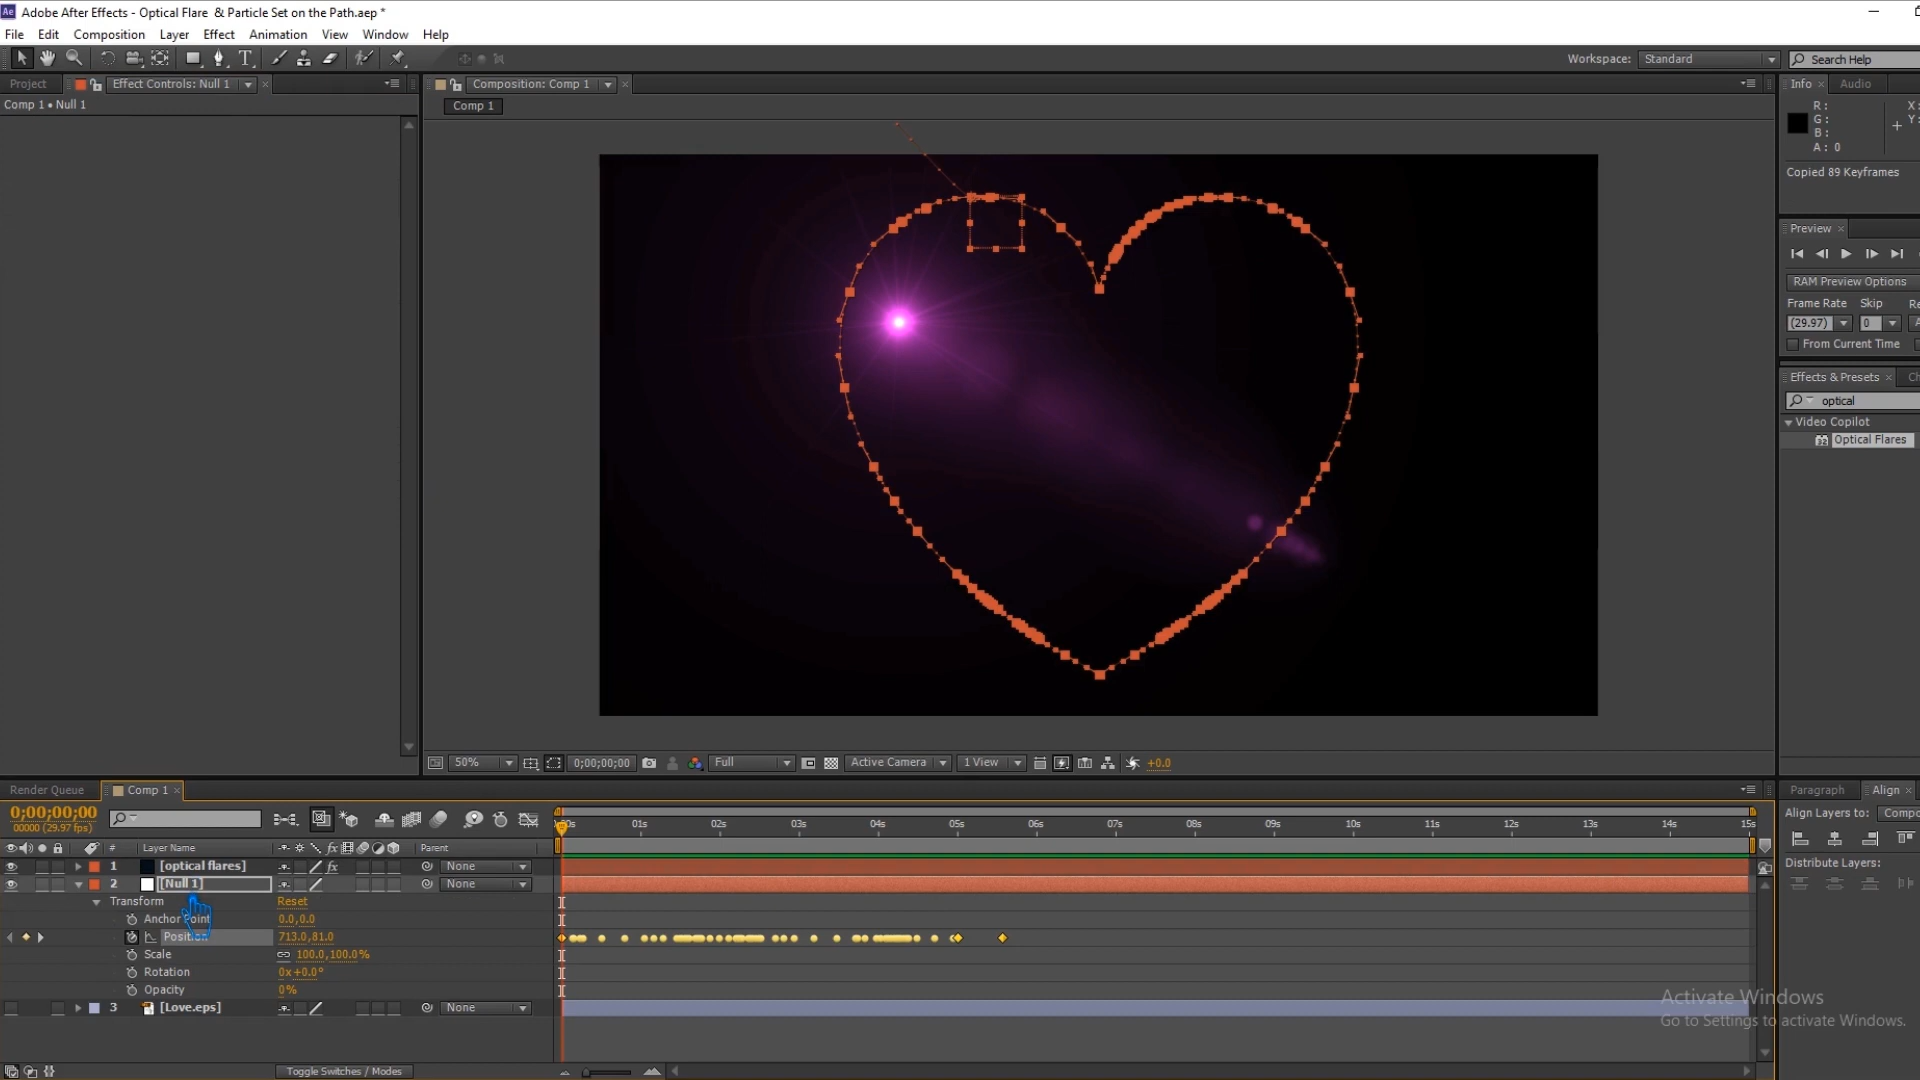 Ae Adobe After Effects - Optical Flare & Particle Set on the Path.aep *
File Edit Composition Layer Effect Animation View Window Help
Workspace: Standard Search Help
Project Effect Controls: Null 1 Composition: Comp 1 Info Audio
Comp 1 • Null 1 Comp 1
R: X:
G: Y:
B:
A: 0
Copied 89 Keyframes
Preview
RAM Preview Options
Frame Rate Skip Re
(29.97) 0
From Current Time
Effects & Presets Ch
optical
Video Copilot
Optical Flares
50% 0;00;00;00 Full Active Camera 1 View +0.0
Render Queue Comp 1 Paragraph Align
0;00;00;00
00000 (29.97 fps)
01s 02s 03s 04s 05s 06s 07s 08s 09s 10s 11s 12s 13s 14s 15s
Align Layers to: Compo
# Layer Name fx Parent
Distribute Layers:
1 [optical flares] fx None
2 [Null 1] None
Transform Reset
Anchor Point 0.0,0.0
Position 713.0,81.0
Scale 100.0,100.0%
Rotation 0x+0.0°
Opacity 0%
3 [Love.eps] None
Activate Windows
Go to Settings to activate Windows.
Toggle Switches / Modes